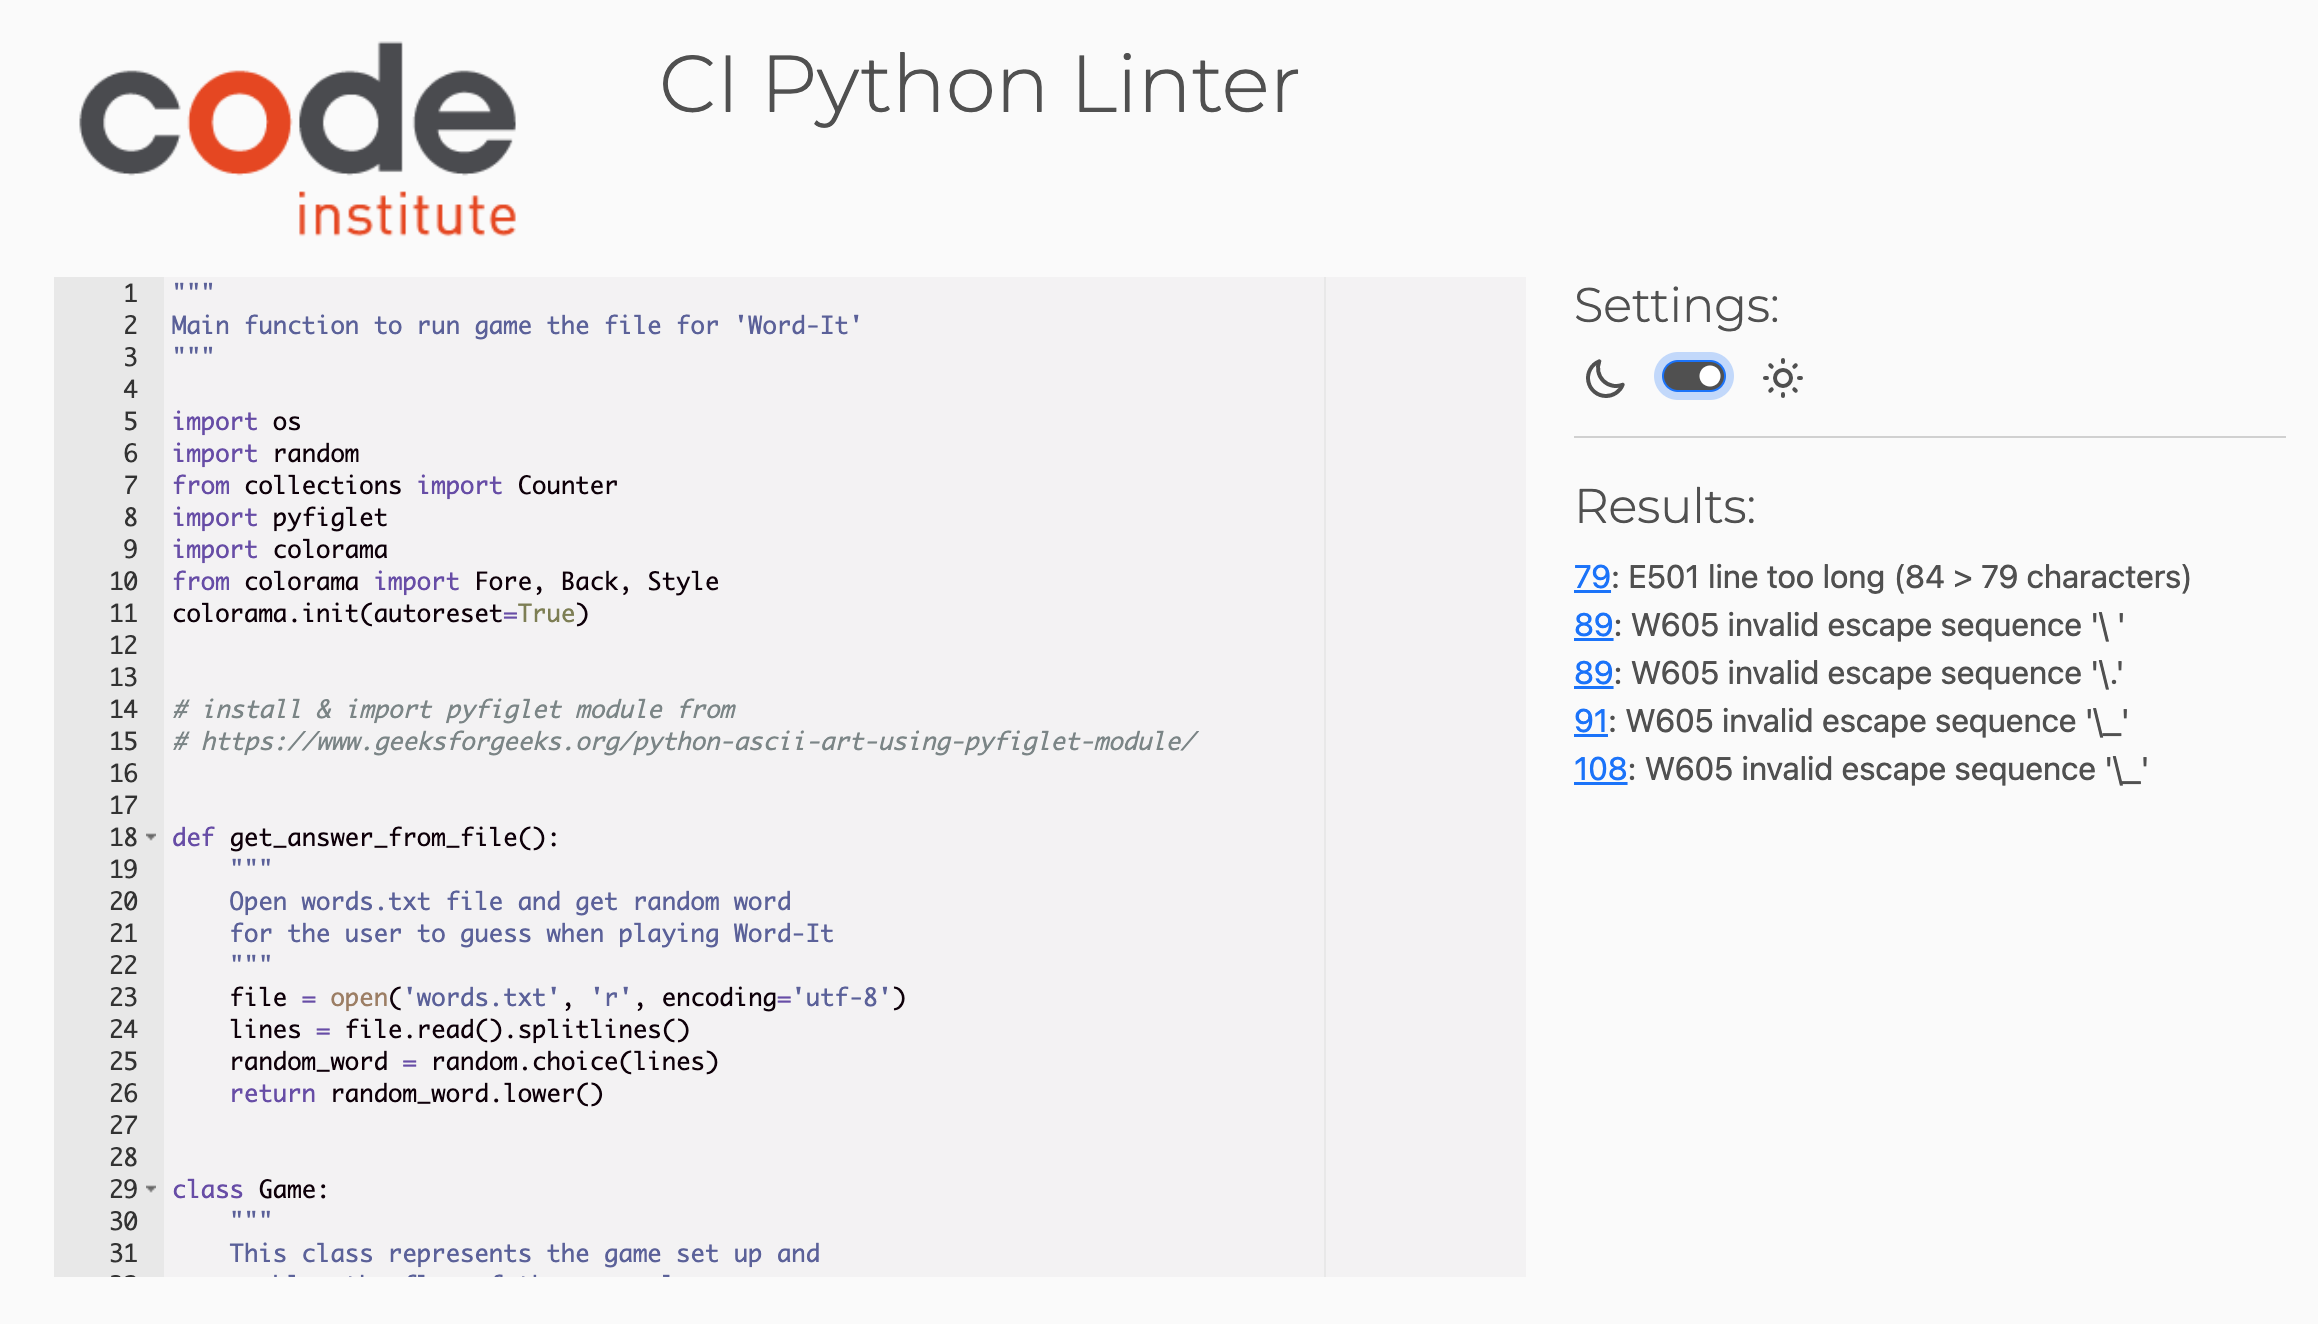 code
institute
CI Python Linter
1 """
2 Main function to run game the file for 'Word-It'
3 """
4
5 import os
6 import random
7 from collections import Counter
8 import pyfiglet
9 import colorama
10 from colorama import Fore, Back, Style
11 colorama.init(autoreset=True)
12
13
14 # install & import pyfiglet module from
15 # https://www.geeksforgeeks.org/python-ascii-art-using-pyfiglet-module/
16
17
18 def get_answer_from_file():
19     """
20     Open words.txt file and get random word
21     for the user to guess when playing Word-It
22     """
23     file = open('words.txt', 'r', encoding='utf-8')
24     lines = file.read().splitlines()
25     random_word = random.choice(lines)
26     return random_word.lower()
27
28
29 class Game:
30     """
31     This class represents the game set up and
Settings:
Results:
79: E501 line too long (84 > 79 characters)
89: W605 invalid escape sequence '\ '
89: W605 invalid escape sequence '\.'
91: W605 invalid escape sequence '\_'
108: W605 invalid escape sequence '\_'